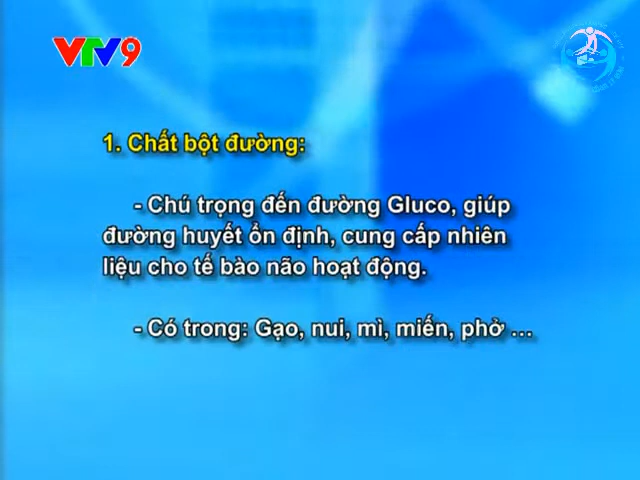 VTV9
1. Chất bột đường:
- Chú trọng đến đường Gluco, giúp
đường huyết ổn định, cung cấp nhiên
liệu cho tế bào não hoạt động.
- Có trong: Gạo, nui, mì, miến, phở ...